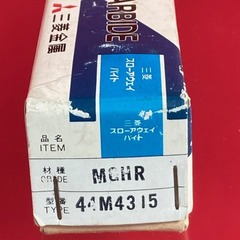 三菱金属
ARBIDE
三菱
スローアウェイ
バイト
三菱
スローアウェイ
バイト
品名
ITEM
材種
GRADE
MGHR
型番
TYPE
44M4315